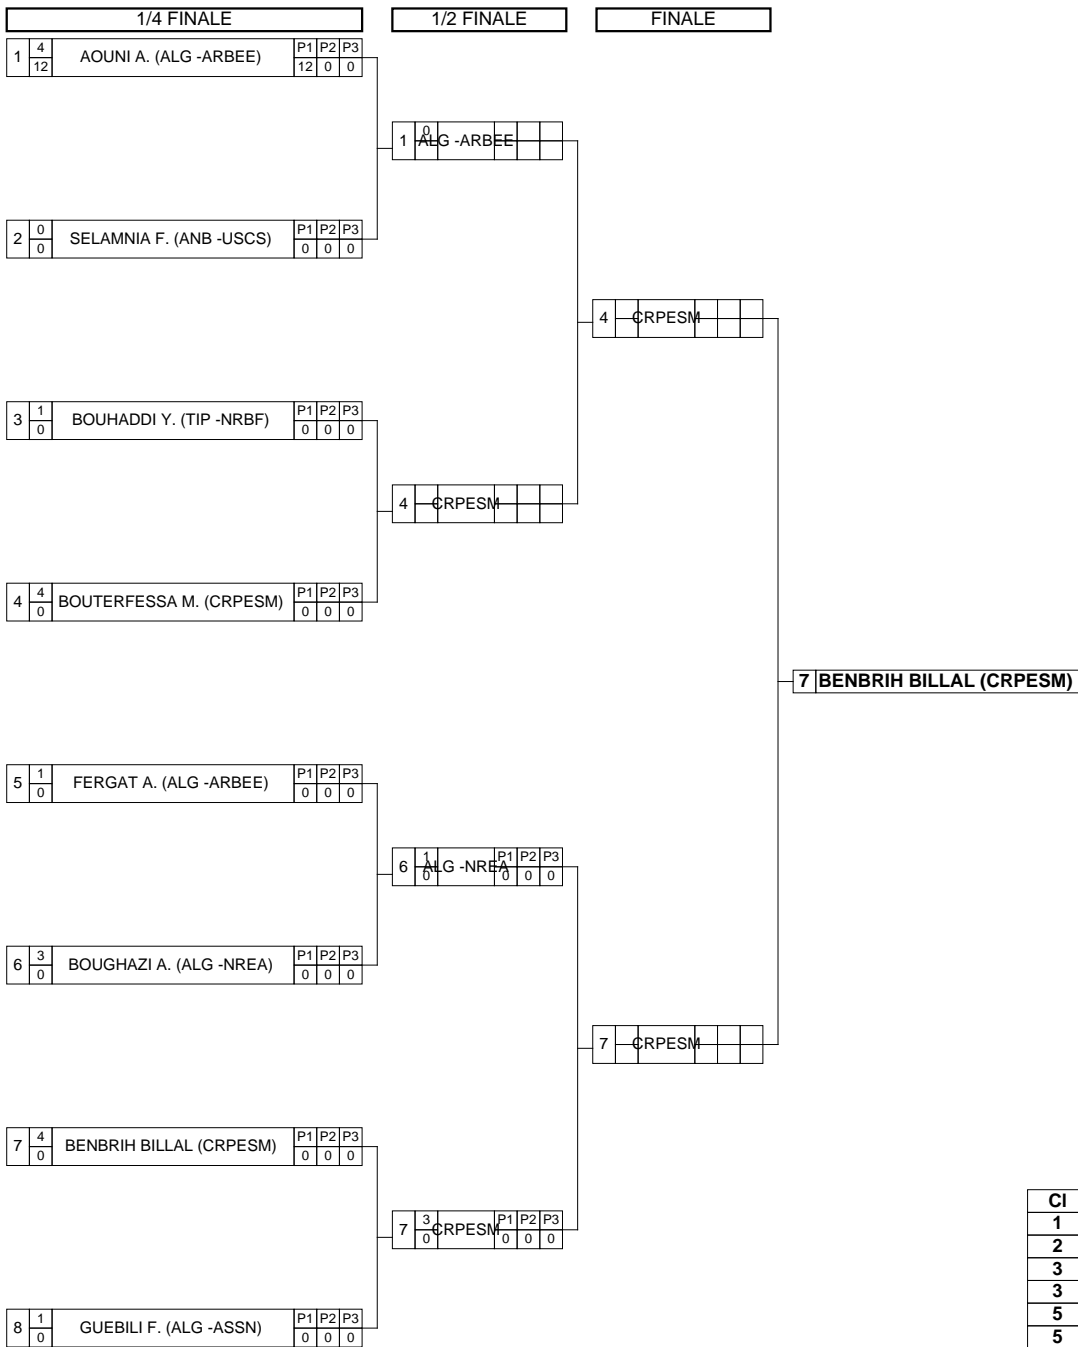 1/4 FINALE 1/2 FINALE FINALE
1 4 12 AOUNI A. (ALG -ARBEE) P1 P2 P3
12 0 0
1 0 ALG -ARBEE
2 0 0 SELAMNIA F. (ANB -USCS) P1 P2 P3
0 0 0
4 CRPESM
3 1 0 BOUHADDI Y. (TIP -NRBF) P1 P2 P3
0 0 0
4 CRPESM
4 4 0 BOUTERFESSA M. (CRPESM) P1 P2 P3
0 0 0
7 BENBRIH BILLAL (CRPESM)
5 1 0 FERGAT A. (ALG -ARBEE) P1 P2 P3
0 0 0
6 1 0 ALG -NREA P1 P2 P3
0 0 0
6 3 0 BOUGHAZI A. (ALG -NREA) P1 P2 P3
0 0 0
7 CRPESM
7 4 0 BENBRIH BILLAL (CRPESM) P1 P2 P3
0 0 0
7 3 0 CRPESM P1 P2 P3
0 0 0
8 1 0 GUEBILI F. (ALG -ASSN) P1 P2 P3
0 0 0
Cl
1
2
3
3
5
5